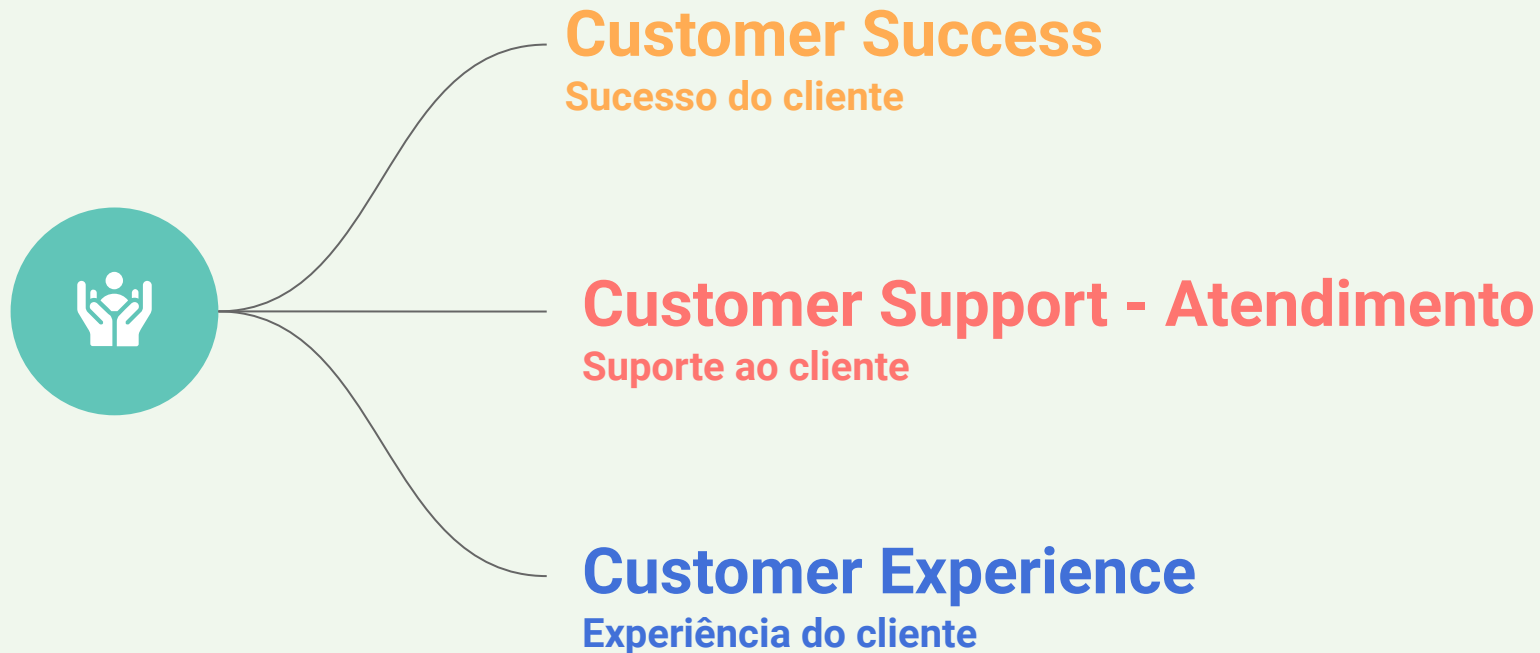 Customer Success
Sucesso do cliente
Customer Support - Atendimento
Suporte ao cliente
Customer Experience
Experiência do cliente